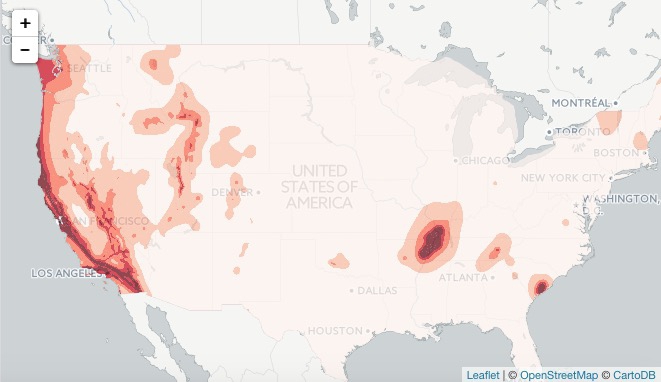 +
−
SEATTLE
MONTRÉAL
TORONTO
BOSTON
CHICAGO
NEW YORK CITY
UNITED
STATES OF
AMERICA
DENVER
WASHINGTON,
D.C.
SAN FRANCISCO
LOS ANGELES
ATLANTA
DALLAS
HOUSTON
Leaflet | © OpenStreetMap © CartoDB